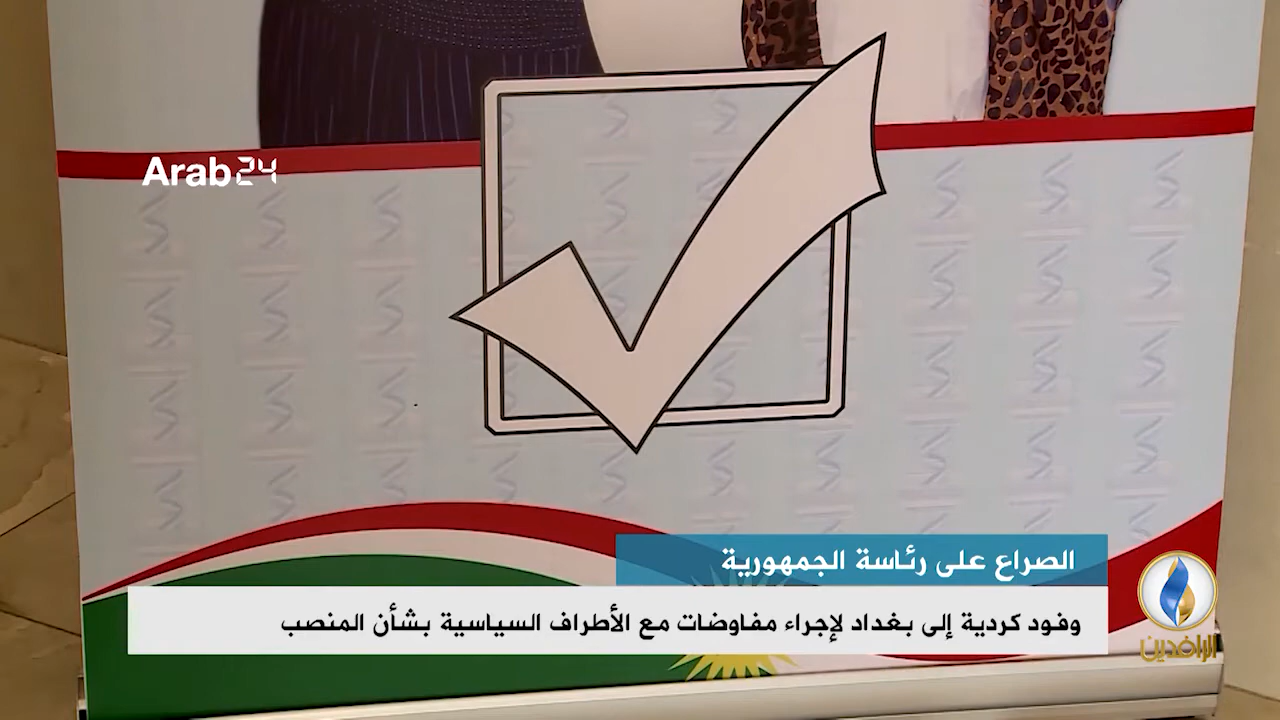 Arab24
الصراع على رئاسة الجمهورية
وفود كردية إلى بغداد لإجراء مفاوضات مع الأطراف السياسية بشأن المنصب
الرافدين